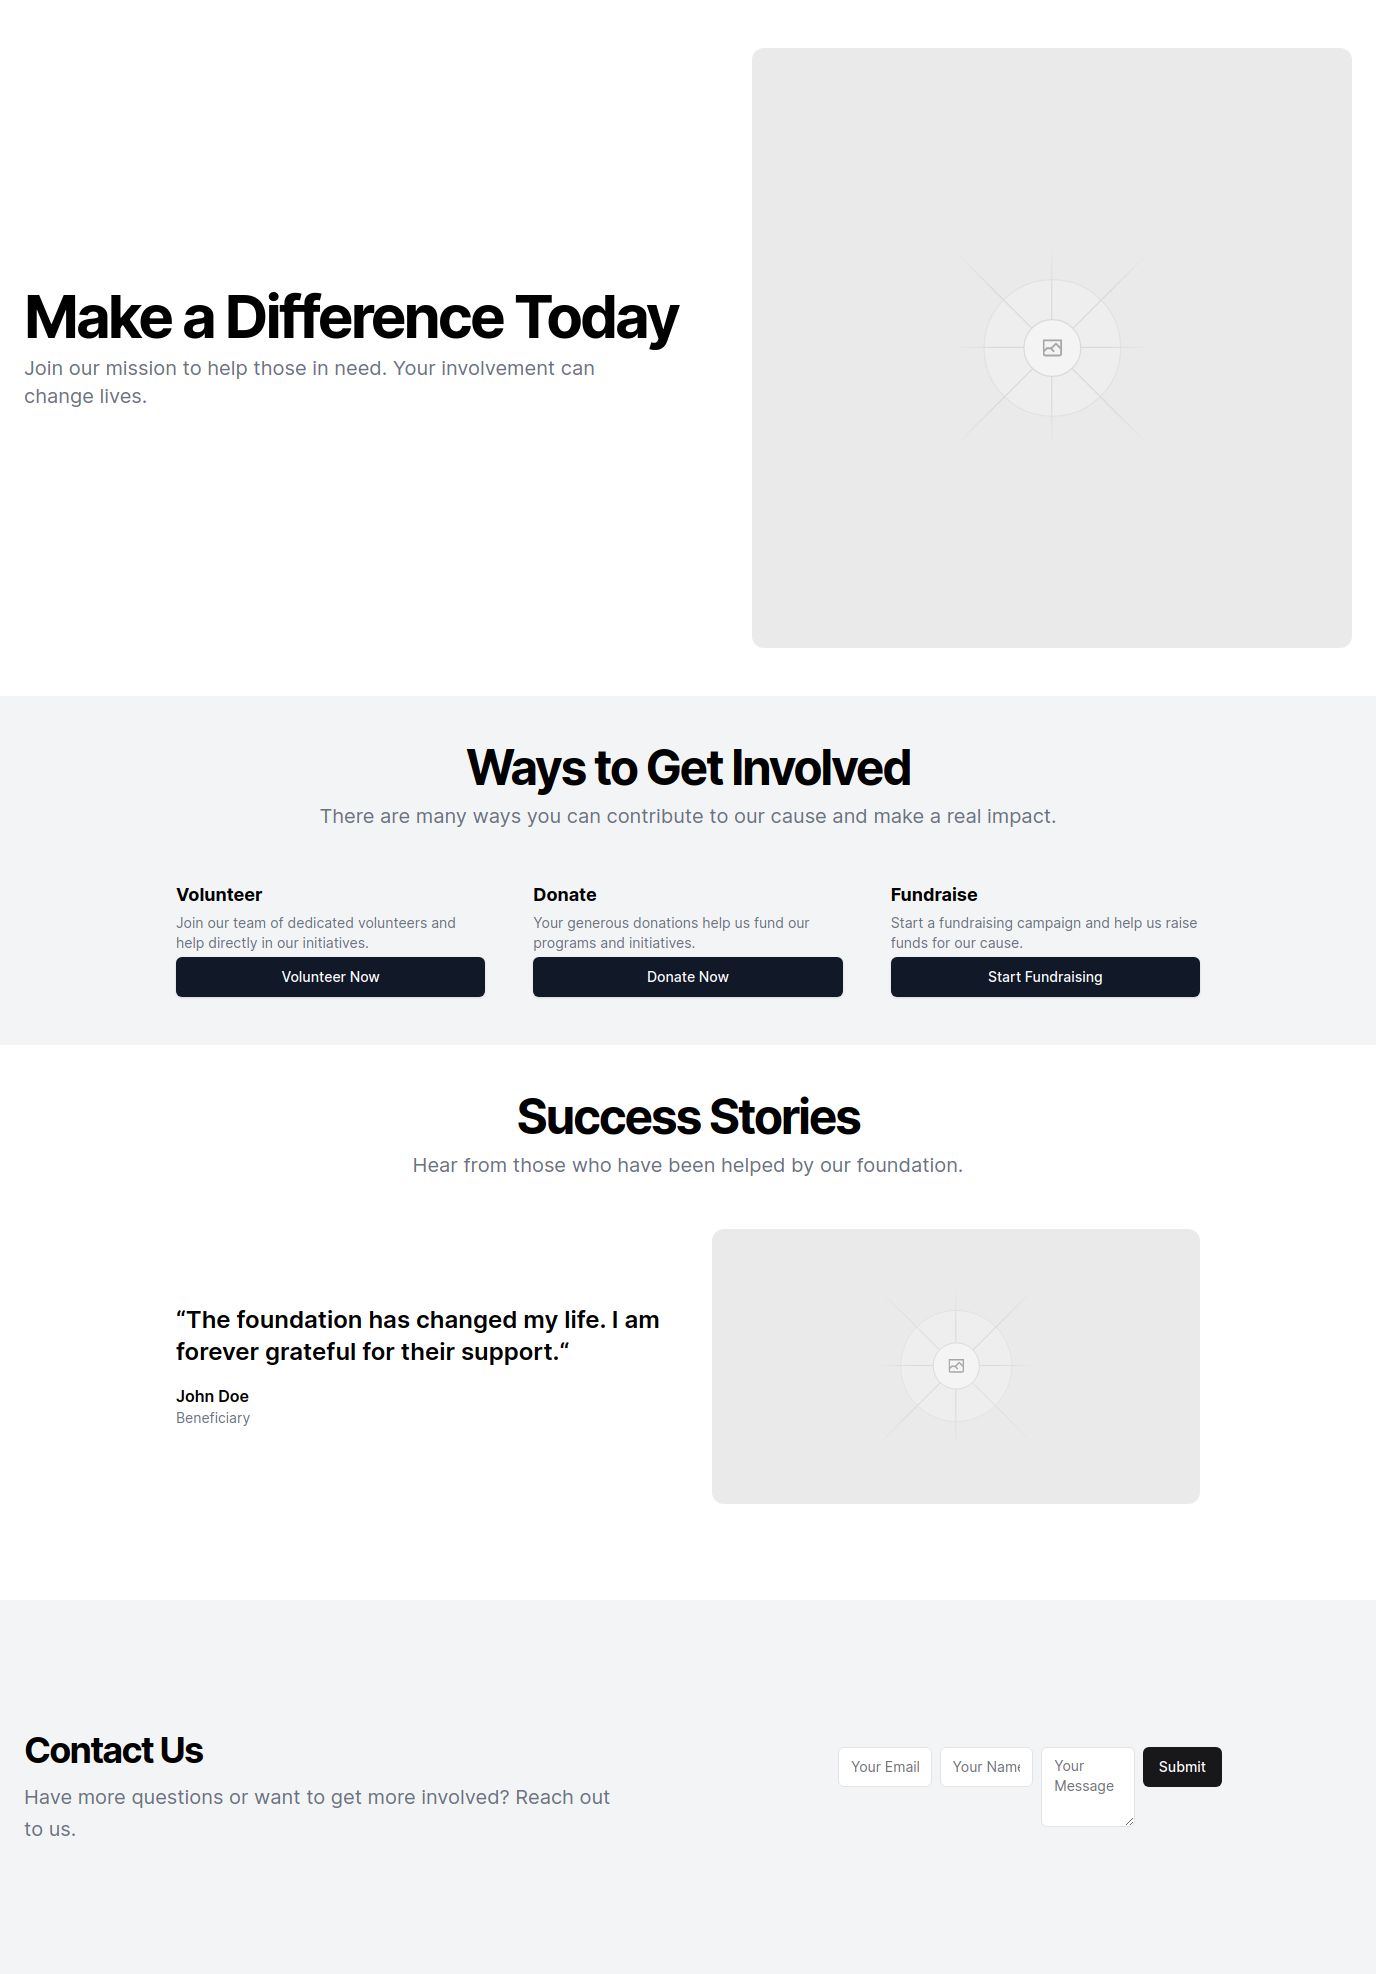 Make a Difference Today
Join our mission to help those in need. Your involvement can
change lives.
Ways to Get Involved
There are many ways you can contribute to our cause and make a real impact.
Volunteer
Join our team of dedicated volunteers and
help directly in our initiatives.
Volunteer Now
Donate
Your generous donations help us fund our
programs and initiatives.
Donate Now
Fundraise
Start a fundraising campaign and help us raise
funds for our cause.
Start Fundraising
Success Stories
Hear from those who have been helped by our foundation.
“The foundation has changed my life. I am
forever grateful for their support.“
John Doe
Beneficiary
Contact Us
Have more questions or want to get more involved? Reach out
to us.
Your Email
Your Name
Your
Message
Submit